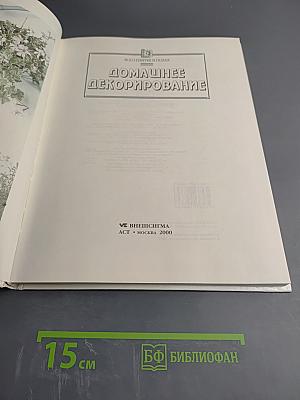 ДОМАШНЕЕ
ДЕКОРИРОВАНИЕ
ВНЕШСИГМА
АСТ • МОСКВА 2000
15 см
БФ БИБЛИОФАН